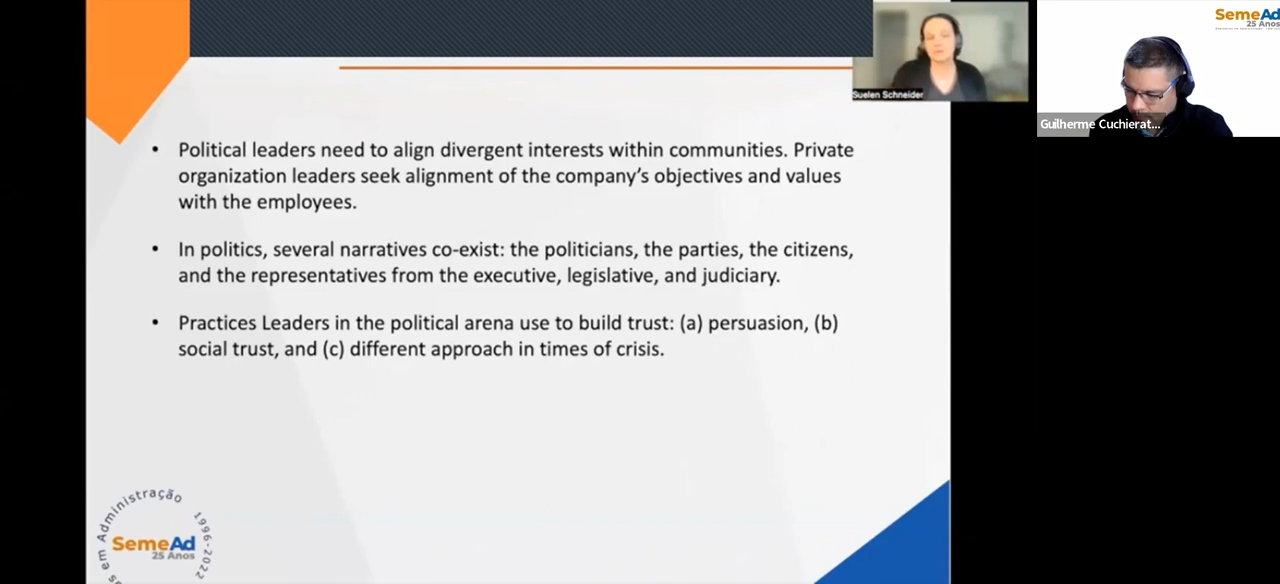 SemeAd
25 Anos
Suelen Schneider
Guilherme Cuchierat...
• Political leaders need to align divergent interests within communities. Private
organization leaders seek alignment of the company's objectives and values
with the employees.
• In politics, several narratives co-exist: the politicians, the parties, the citizens,
and the representatives from the executive, legislative, and judiciary.
• Practices Leaders in the political arena use to build trust: (a) persuasion, (b)
social trust, and (c) different approach in times of crisis.
em Administração 1996-2022
SemeAd
25 Anos